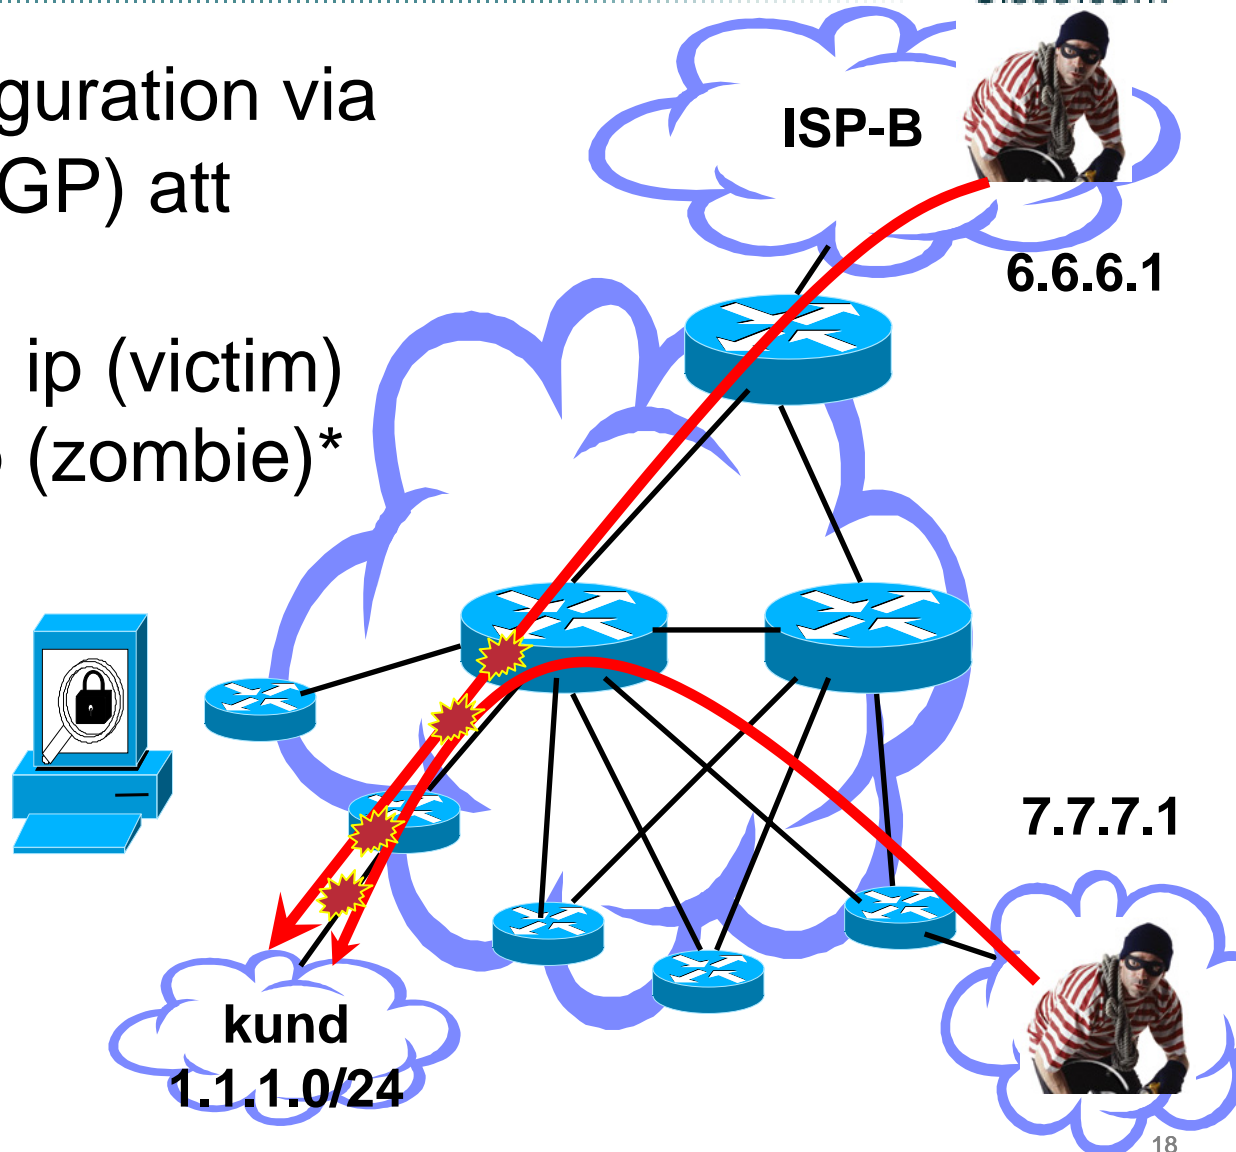 guration via
GP) att
ip (victim)
(zombie)*
ISP-B
6.6.6.1
7.7.7.1
kund
1.1.1.0/24
18